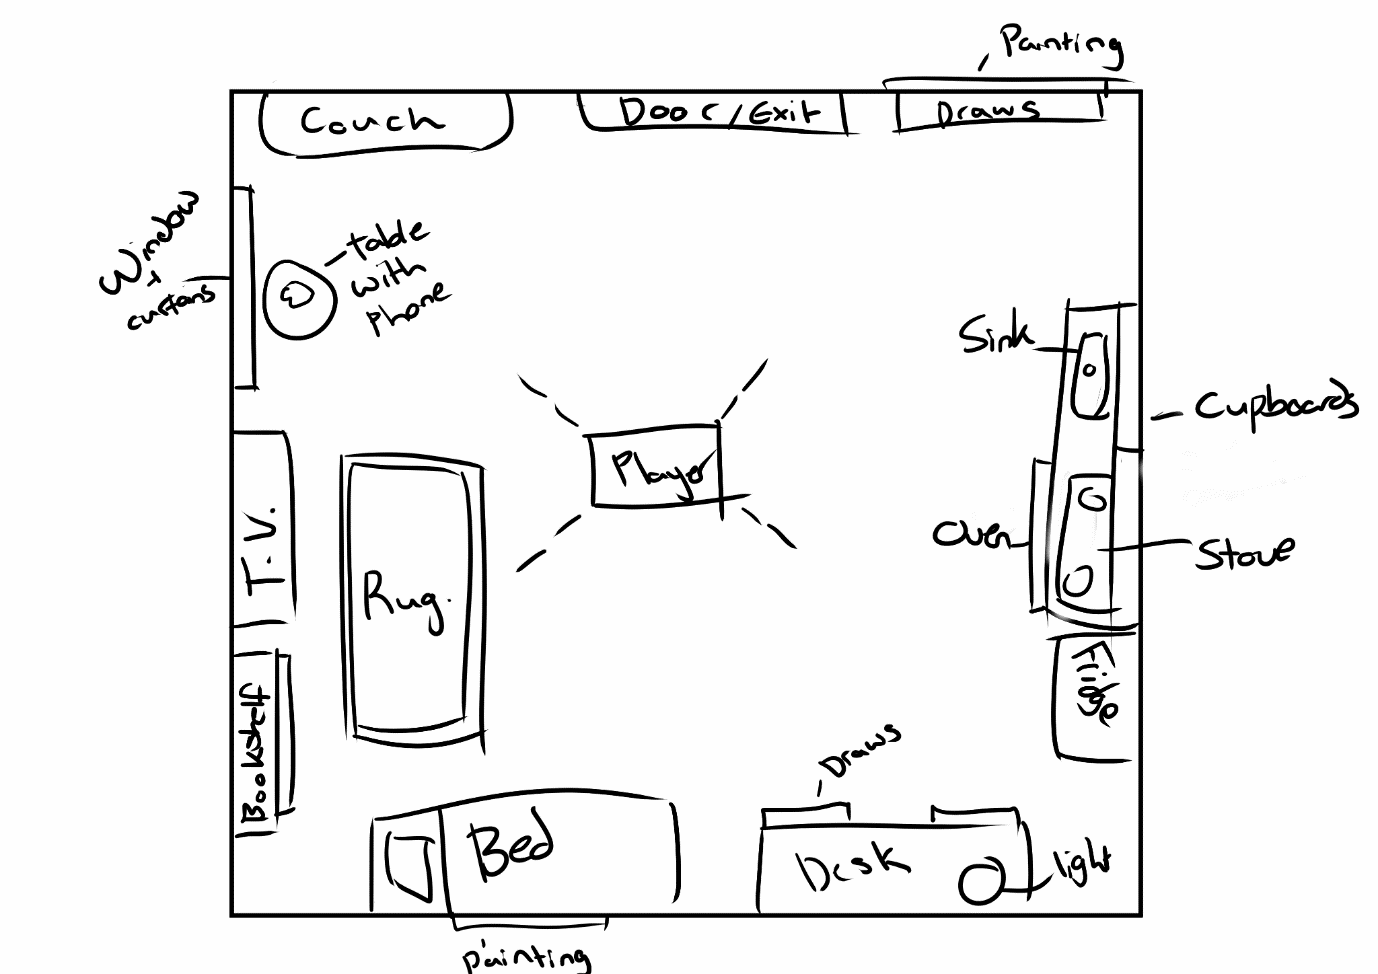 Painting
Couch
Door/Exit
Draws
Window
+
curtans
table
with
phone
Sink
Cupboards
Player
T.V.
Oven
Stove
Rug.
Fridge
Bookshelf
Draws
Bed
Desk
light
painting